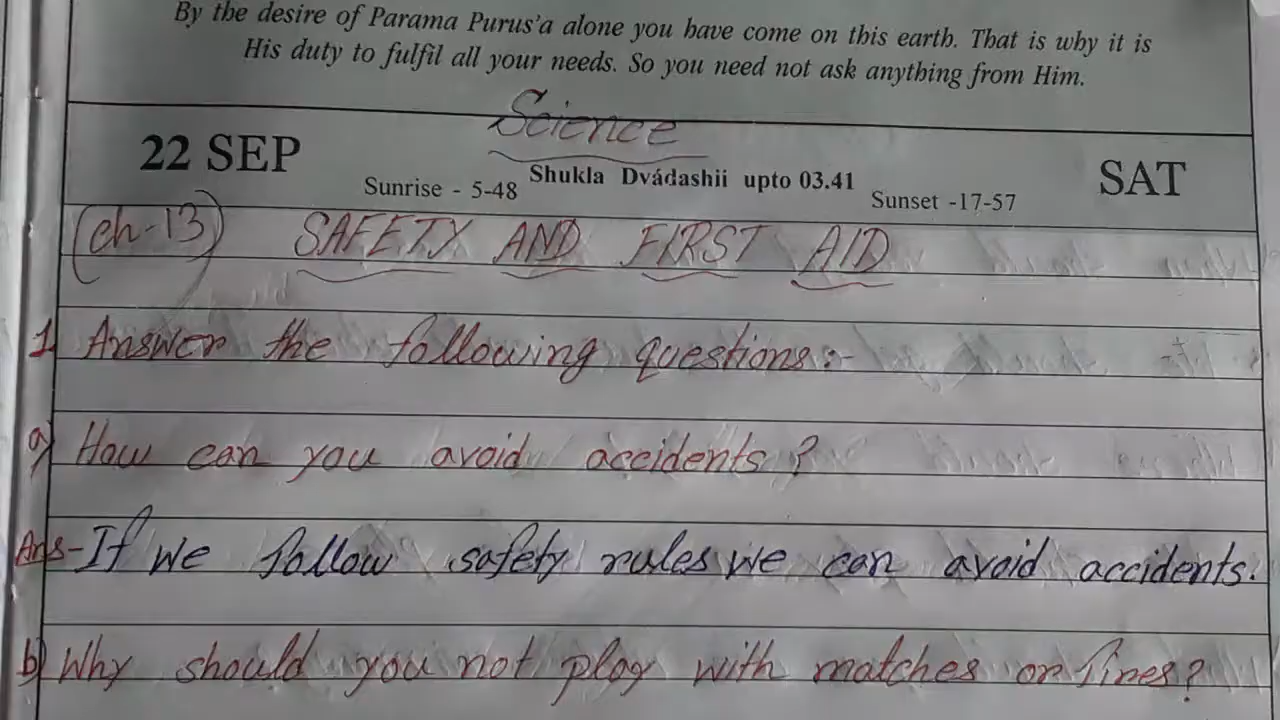 By the desire of Parama Purus'a alone you have come on this earth. That is why it is
His duty to fulfil all your needs. So you need not ask anything from Him.
Science
22 SEP
Shukla Dvádashii upto 03.41
SAT
Sunrise - 5-48
Sunset -17-57
(ch-13) SAFETY AND FIRST AID
1. Answer the following questions:-
a) How can you avoid accidents?
Ans- If we follow safety rules we can avoid accidents.
b) Why should you not play with matches or fires?